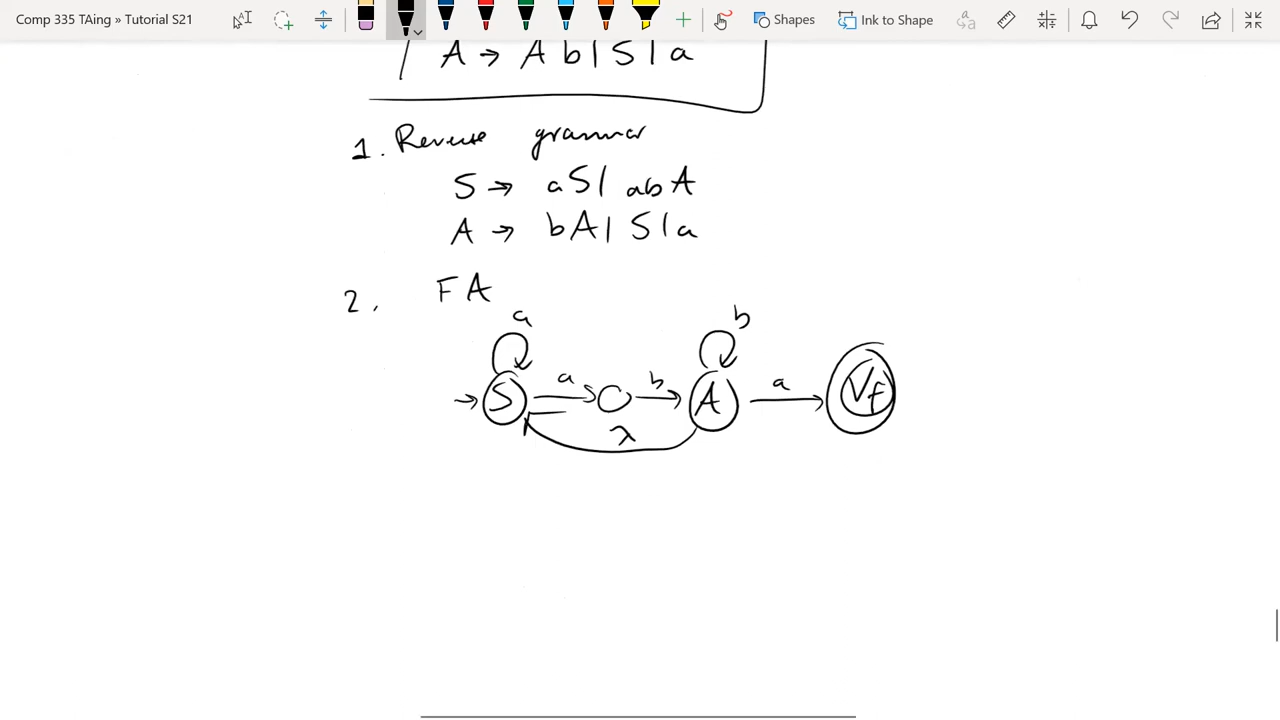 Comp 335 TAing » Tutorial S21
Shapes
Ink to Shape
A → Ab | S | a
1. Reverse grammar
S → aS | abA
A → bA | S | a
2. FA
a
b
S
a
b
A
a
Vf
λ